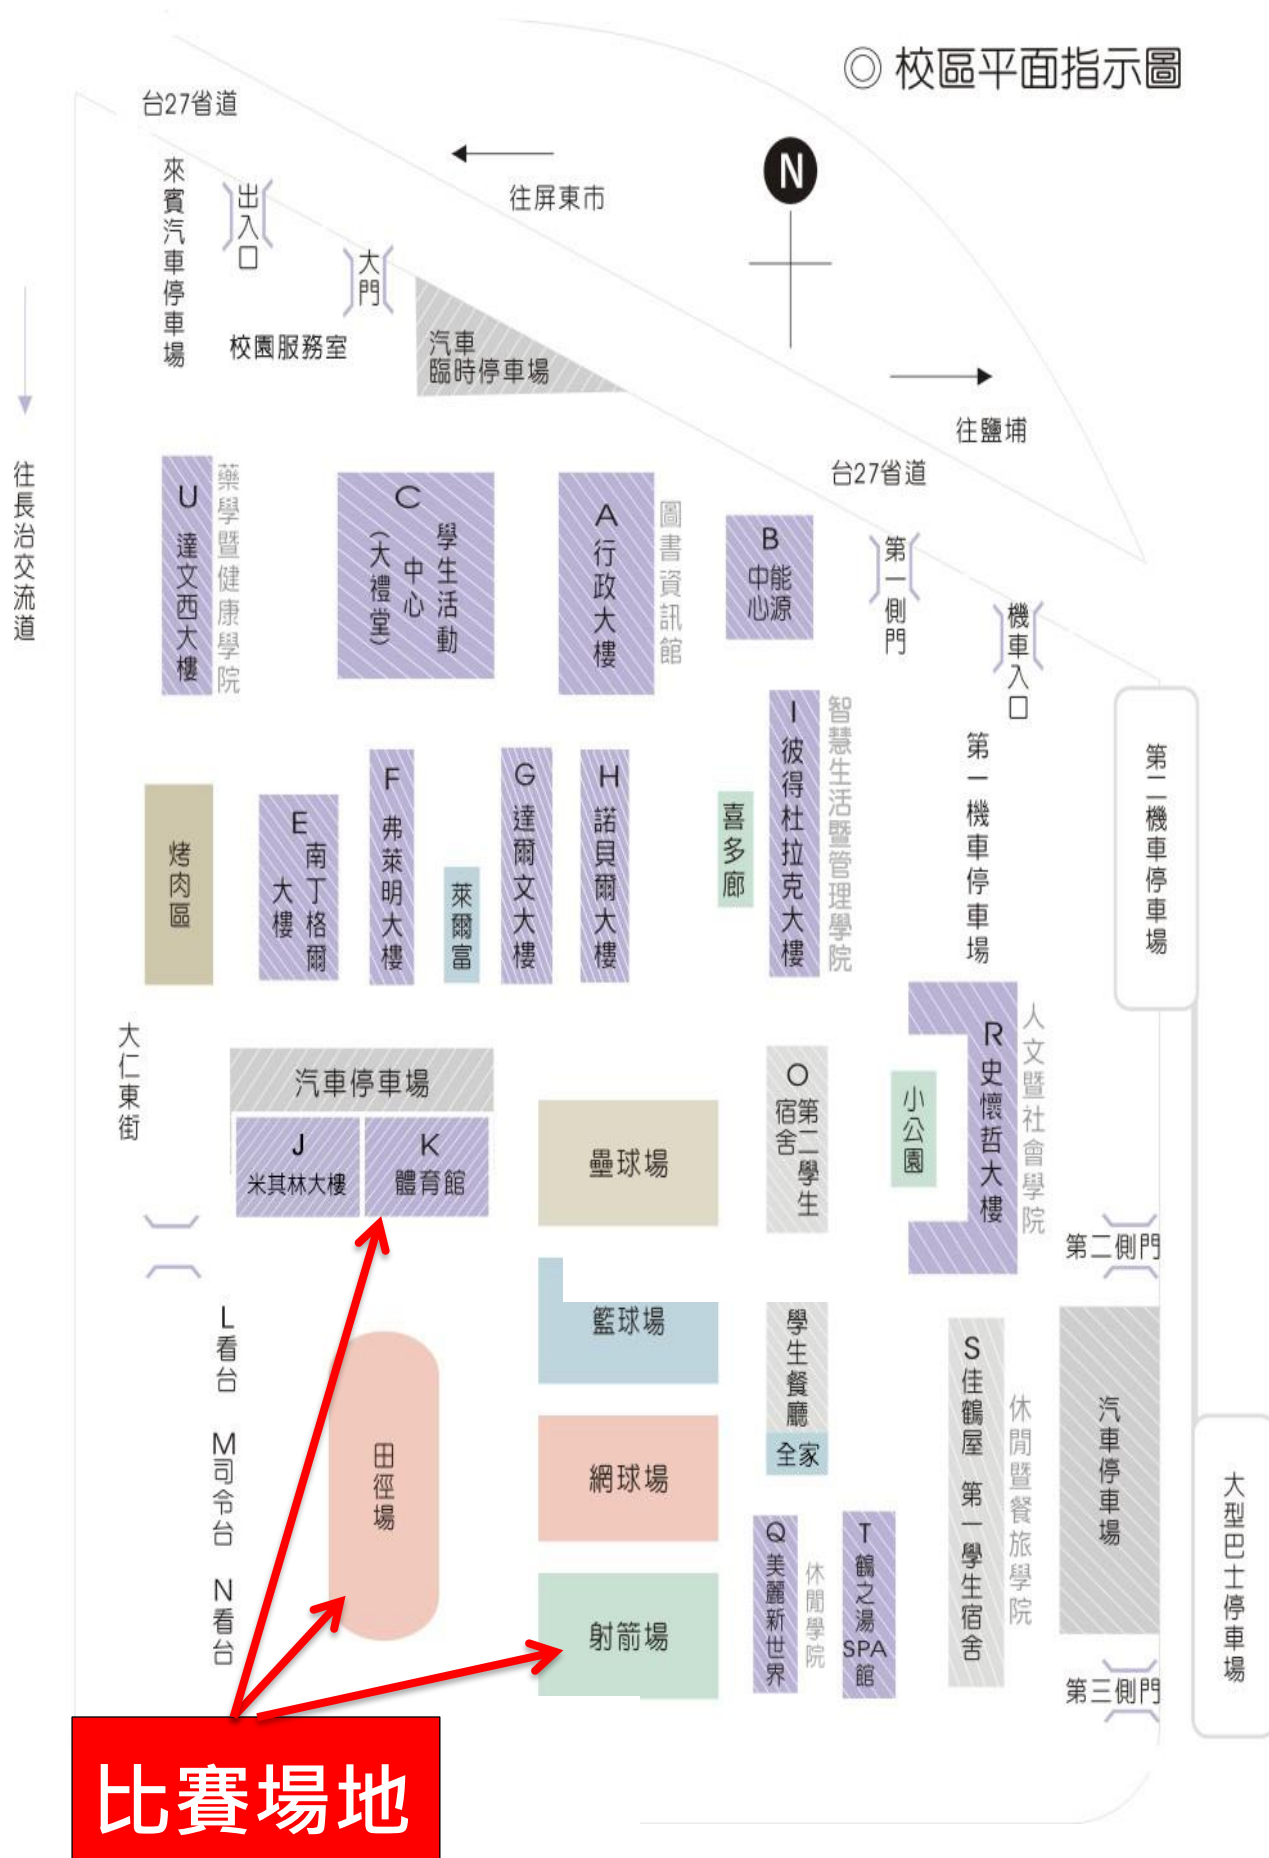 ◎ 校區平面指示圖
台27省道
往屏東市
N
來賓汽車停車場
出入口
大門
校園服務室
汽車
臨時停車場
往鹽埔
台27省道
往長治交流道
U
達文西大樓
藥學暨健康學院
C
學生活動
中心
（大禮堂）
A
行政大樓
圖書資訊館
B
能源
中心
第一側門
機車入口
I
彼得杜拉克大樓
智慧生活暨管理學院
第一機車停車場
第二機車停車場
烤肉區
E
南丁格爾
大樓
F
弗萊明大樓
萊爾富
G
達爾文大樓
H
諾貝爾大樓
喜多廊
大仁東街
汽車停車場
J
米其林大樓
K
體育館
壘球場
O
第二學生
宿舍
小公園
R
史懷哲大樓
人文暨社會學院
第二側門
L
看台
M
司令台
N
看台
田徑場
籃球場
網球場
射箭場
學生餐廳
全家
Q
美麗新世界
休閒學院
T
鶴之湯
SPA
館
S
佳鶴屋 第一學生宿舍
休閒暨餐旅學院
汽車停車場
第三側門
大型巴士停車場
比賽場地